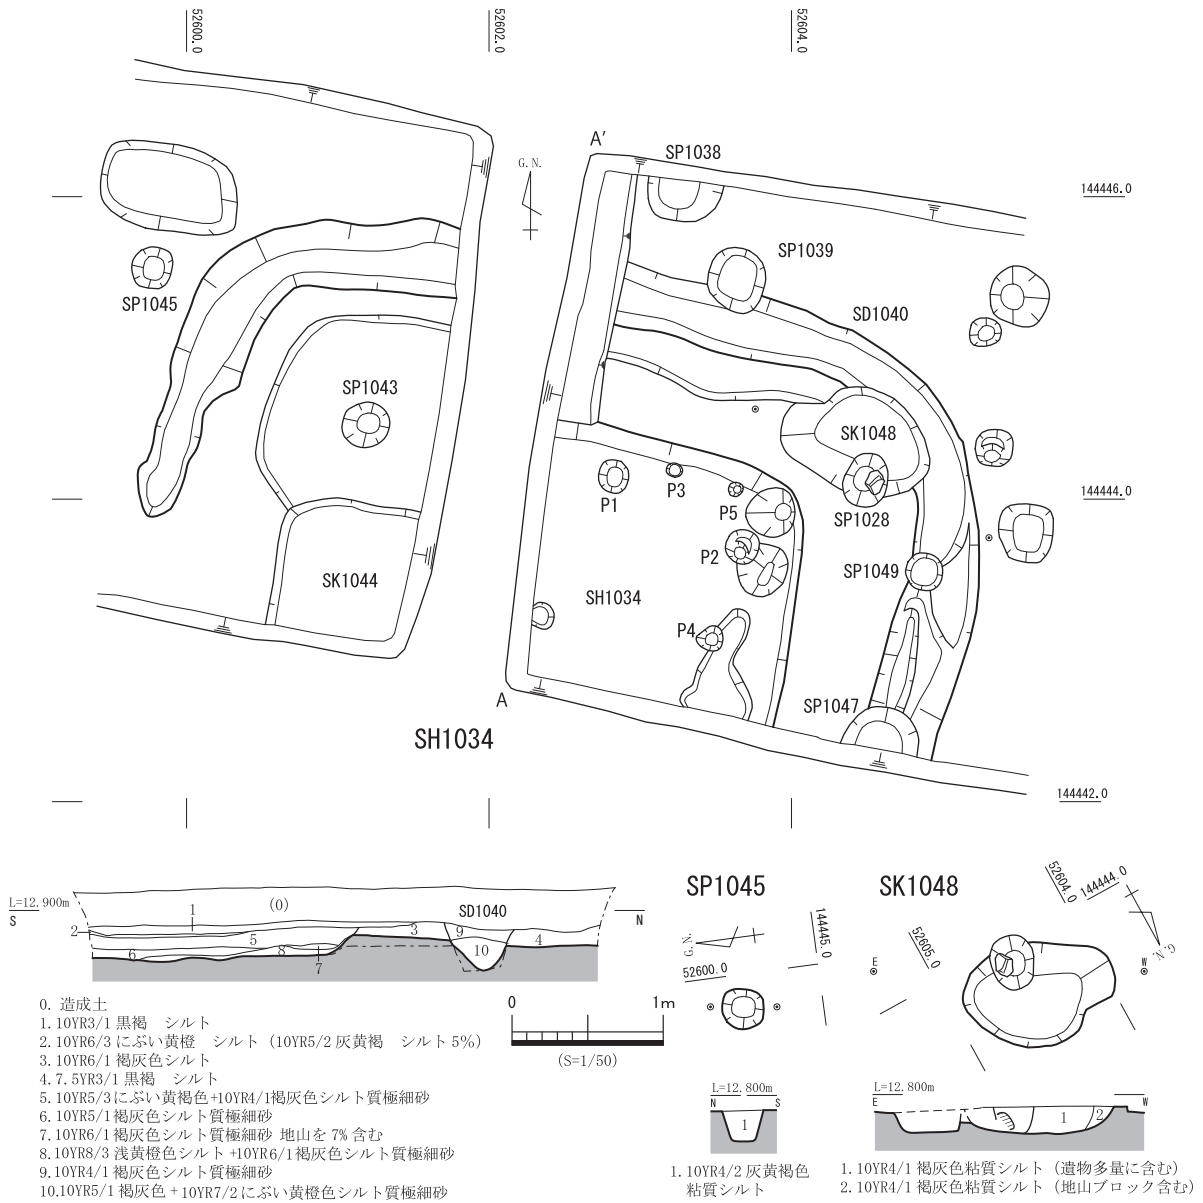 52600.0
52602.0
52604.0
A'
SP1038
G.N.
144446.0
SP1039
SP1045
SD1040
SP1043
SK1048
P1
P3
P5
144444.0
SP1028
P2
SP1049
SK1044
SH1034
P4
A
SP1047
SH1034
144442.0
L=12.900m
S
1
(0)
SD1040
N
2
5
3
9
4
6
8
10
7
SP1045
144445.0
G.N.
52600.0
L=12.800m
N
S
1
1.10YR4/2 灰黄褐色
粘質シルト
SK1048
52604.0
144444.0
52605.0
G.N.
E
W
L=12.800m
E
W
1
2
1.10YR4/1 褐灰色粘質シルト（遺物多量に含む）
2.10YR4/1 褐灰色粘質シルト（地山ブロック含む）
0
1m
(S=1/50)
0. 造成土
1.10YR3/1 黒褐　シルト
2.10YR6/3 にぶい黄橙　シルト（10YR5/2 灰黄褐　シルト 5%）
3.10YR6/1 褐灰色シルト
4.7.5YR3/1 黒褐　シルト
5.10YR5/3にぶい黄褐色+10YR4/1褐灰色シルト質極細砂
6.10YR5/1 褐灰色シルト質極細砂
7.10YR6/1 褐灰色シルト質極細砂 地山を 7% 含む
8.10YR8/3 浅黄橙色シルト +10YR6/1褐灰色シルト質極細砂
9.10YR4/1 褐灰色シルト質極細砂
10.10YR5/1 褐灰色 + 10YR7/2にぶい黄橙色シルト質極細砂